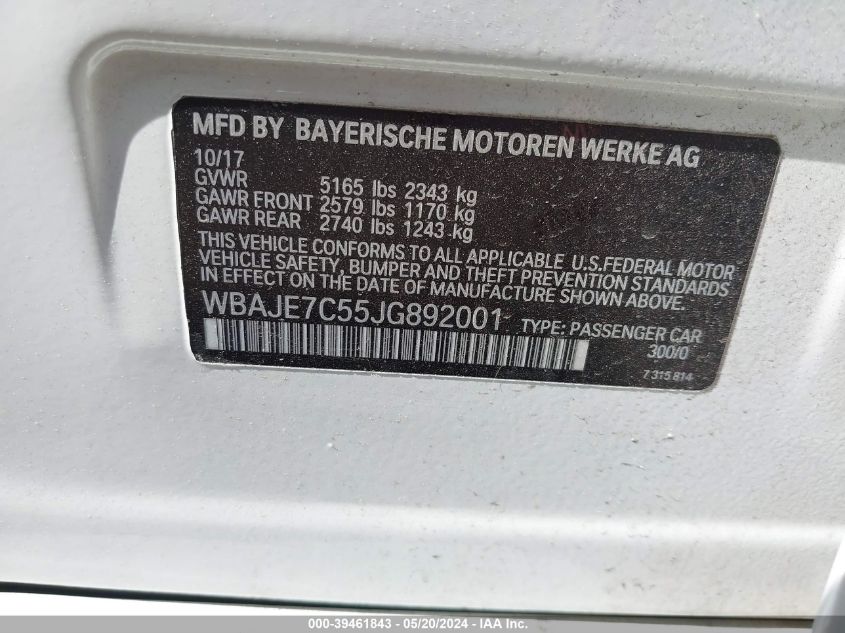 MFD BY BAYERISCHE MOTOREN WERKE AG
10/17
GVWR 5165 lbs 2343 kg
GAWR FRONT 2579 lbs 1170 kg
GAWR REAR 2740 lbs 1243 kg
THIS VEHICLE CONFORMS TO ALL APPLICABLE U.S.FEDERAL MOTOR
VEHICLE SAFETY, BUMPER AND THEFT PREVENTION STANDARDS
IN EFFECT ON THE DATE OF MANUFACTURE SHOWN ABOVE.
WBAJE7C55JG892001 TYPE: PASSENGER CAR
300/0
7 315 814
000-39461843 - 05/20/2024 - IAA Inc.